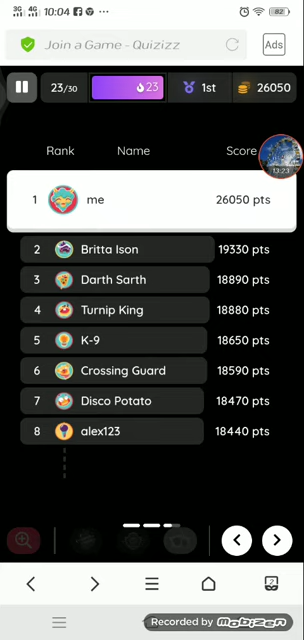 3G 4G 10:04 82
Join a Game - Quizizz Ads
23/30 23 1st 26050
Rank Name Score
13:23
1 me 26050 pts
2 Britta Ison 19330 pts
3 Darth Sarth 18890 pts
4 Turnip King 18880 pts
5 K-9 18650 pts
6 Crossing Guard 18590 pts
7 Disco Potato 18470 pts
8 alex123 18440 pts
2
Recorded by MOBIZEN